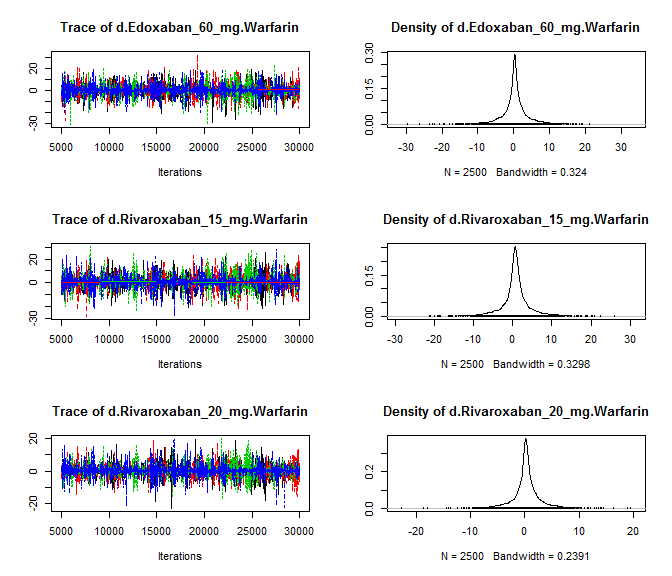 Trace of d.Edoxaban_60_mg.Warfarin
20
0
-30
5000 10000 15000 20000 25000 30000
Iterations
Density of d.Edoxaban_60_mg.Warfarin
0.30
0.15
0.00
-30 -20 -10 0 10 20 30
N = 2500 Bandwidth = 0.324
Trace of d.Rivaroxaban_15_mg.Warfarin
20
0
-30
5000 10000 15000 20000 25000 30000
Iterations
Density of d.Rivaroxaban_15_mg.Warfarin
0.15
0.00
-30 -20 -10 0 10 20 30
N = 2500 Bandwidth = 0.3298
Trace of d.Rivaroxaban_20_mg.Warfarin
20
0
-20
5000 10000 15000 20000 25000 30000
Iterations
Density of d.Rivaroxaban_20_mg.Warfarin
0.2
0.0
-20 -10 0 10 20
N = 2500 Bandwidth = 0.2391